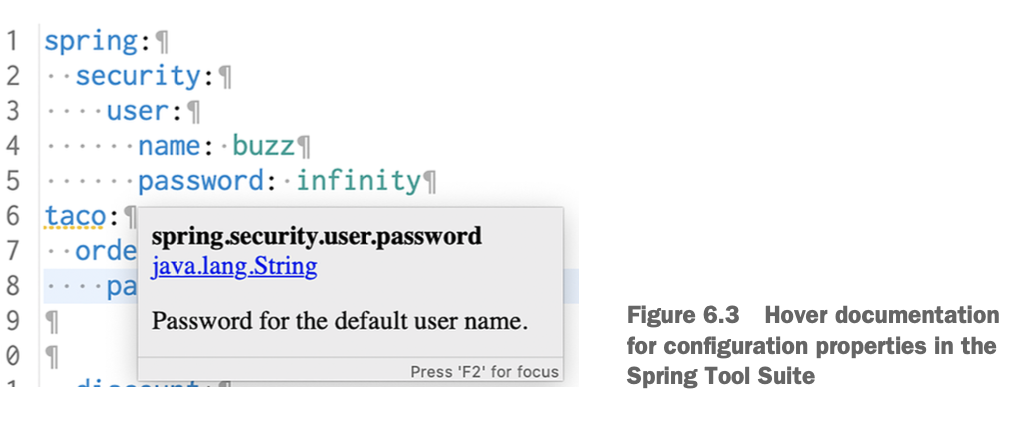 1 spring:¶
2 ··security:¶
3 ····user:¶
4 ······name:·buzz¶
5 ······password:·infinity¶
6 taco:¶
7 ··orde
8 ····pa
9 ¶
0 ¶
spring.security.user.password
java.lang.String
Password for the default user name.
Press 'F2' for focus
Figure 6.3 Hover documentation
for configuration properties in the
Spring Tool Suite